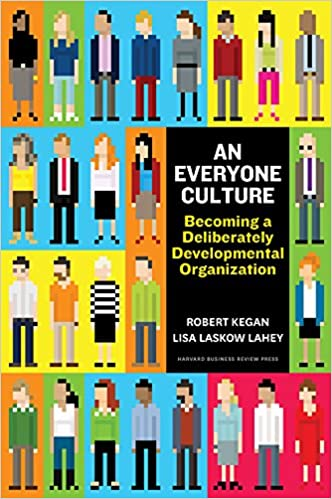 AN
EVERYONE
CULTURE
Becoming a
Deliberately
Developmental
Organization
ROBERT KEGAN
LISA LASKOW LAHEY
HARVARD BUSINESS REVIEW PRESS